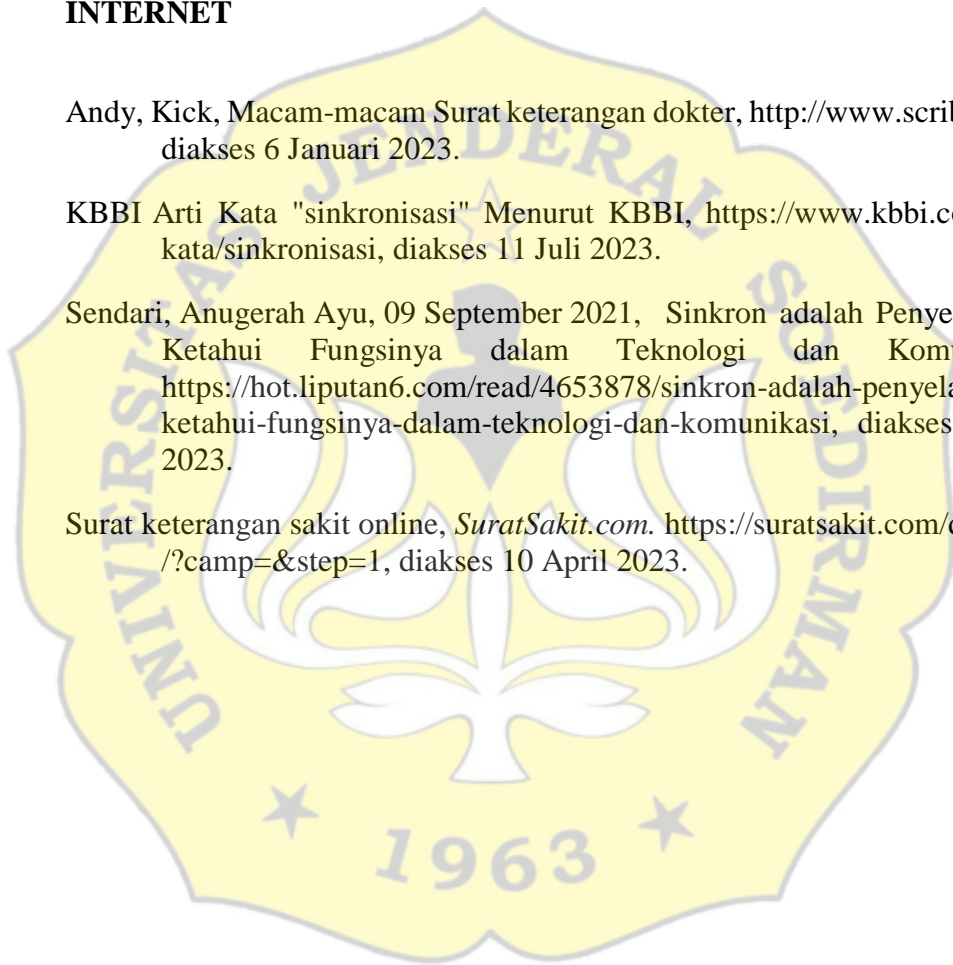 INTERNET
Andy, Kick, Macam-macam Surat keterangan dokter, http://www.scrib
diakses 6 Januari 2023.
KBBI Arti Kata "sinkronisasi" Menurut KBBI, https://www.kbbi.co
kata/sinkronisasi, diakses 11 Juli 2023.
Sendari, Anugerah Ayu, 09 September 2021, Sinkron adalah Penye
Ketahui Fungsinya dalam Teknologi dan Komu
https://hot.liputan6.com/read/4653878/sinkron-adalah-penyela
ketahui-fungsinya-dalam-teknologi-dan-komunikasi, diakses
2023.
Surat keterangan sakit online, SuratSakit.com. https://suratsakit.com/
/?camp=&step=1, diakses 10 April 2023.
UNIVERSITAS JENDERAL SOEDIRMAN
1963